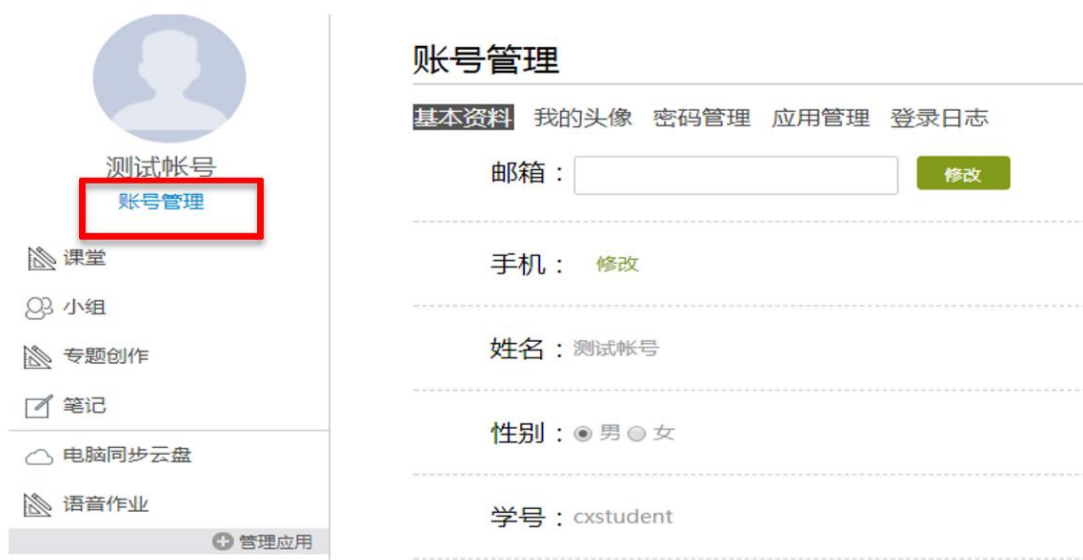 测试帐号
账号管理
课堂
小组
专题创作
笔记
电脑同步云盘
语音作业
管理应用
账号管理
基本资料 我的头像 密码管理 应用管理 登录日志
邮箱： 修改
手机： 修改
姓名：测试帐号
性别： 男 女
学号：cxstudent